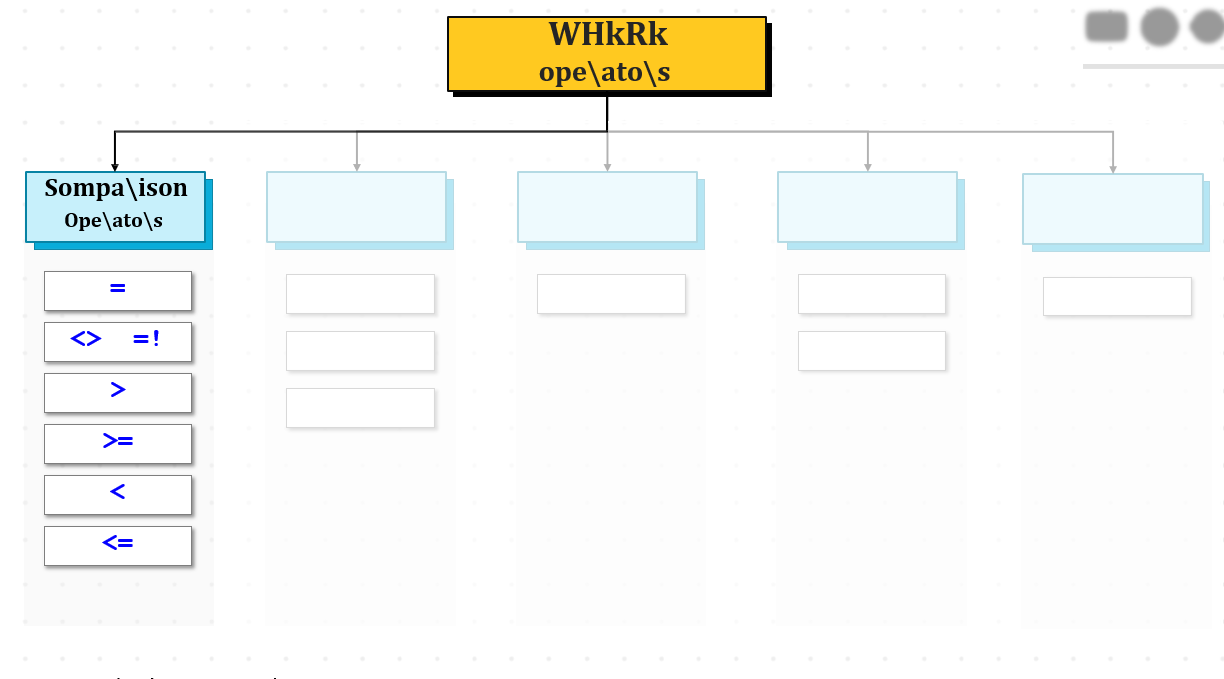 WHkRk
ope\ato\s
Sompa\ison
Ope\ato\s
=
<> =!
>
>=
<
<=